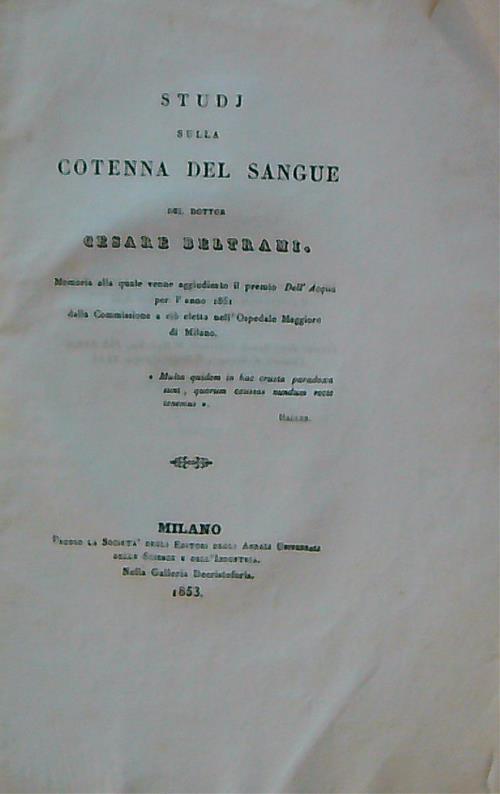 STUDJ
SULLA
COTENNA DEL SANGUE
DEL DOTTOR
CESARE BELTRAMI.
Memoria alla quale venne aggiudicato il premio Dell' Acqua
per l'anno 1851
dalla Commissione a ciò eletta nell'Ospedale Maggiore
di Milano.
« Multa quidem in hac crusta paradoxa
sunt, quorum caussas nundum recte
tenemus ».
HALLER.
MILANO
PRESSO LA SOCIETA' DEGLI EDITORI DEGLI ANNALI UNIVERSALI
DELLE SCIENZE E DELL'INDUSTRIA.
Nella Galleria Decristoforis.
1853.